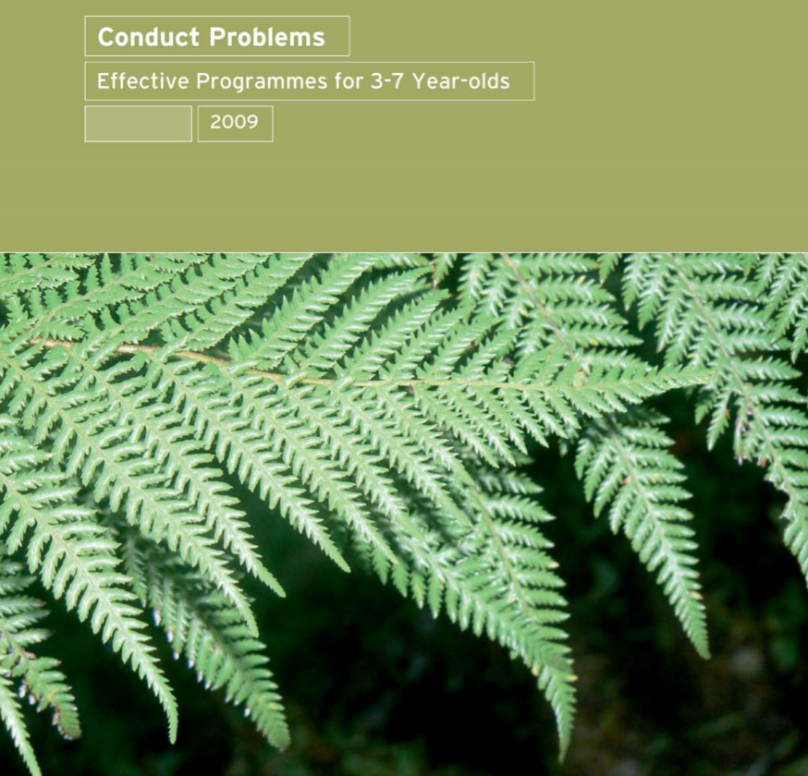 Conduct Problems
Effective Programmes for 3-7 Year-olds
2009